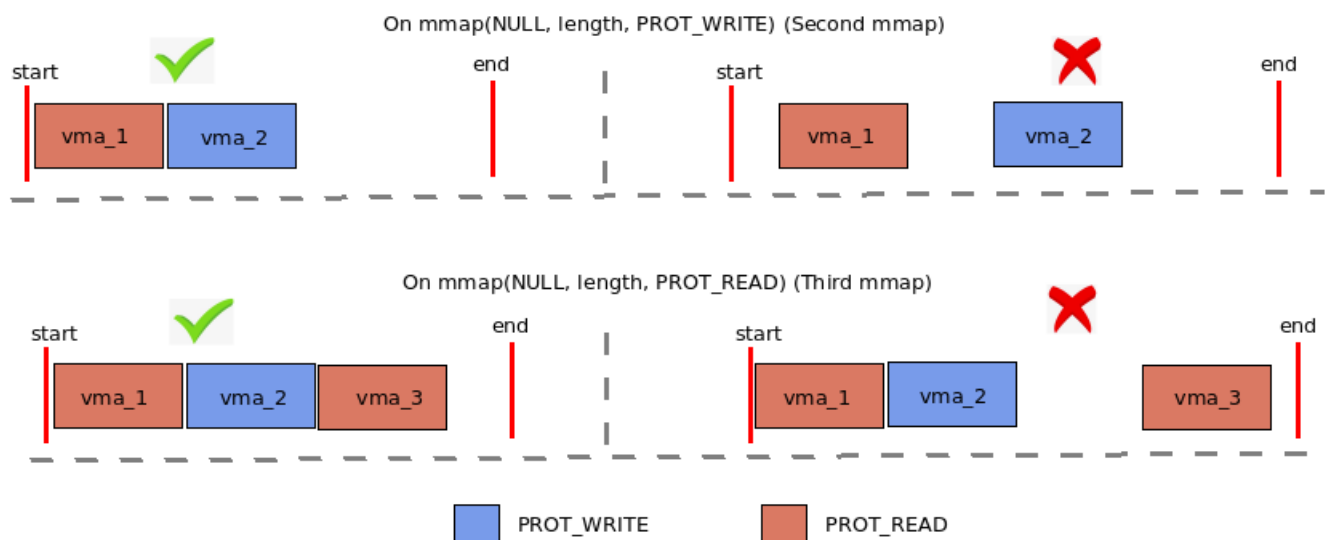 On mmap(NULL, length, PROT_WRITE) (Second mmap)
start
end
start
end
vma_1
vma_2
vma_1
vma_2
On mmap(NULL, length, PROT_READ) (Third mmap)
start
end
start
end
vma_1
vma_2
vma_3
vma_1
vma_2
vma_3
PROT_WRITE
PROT_READ